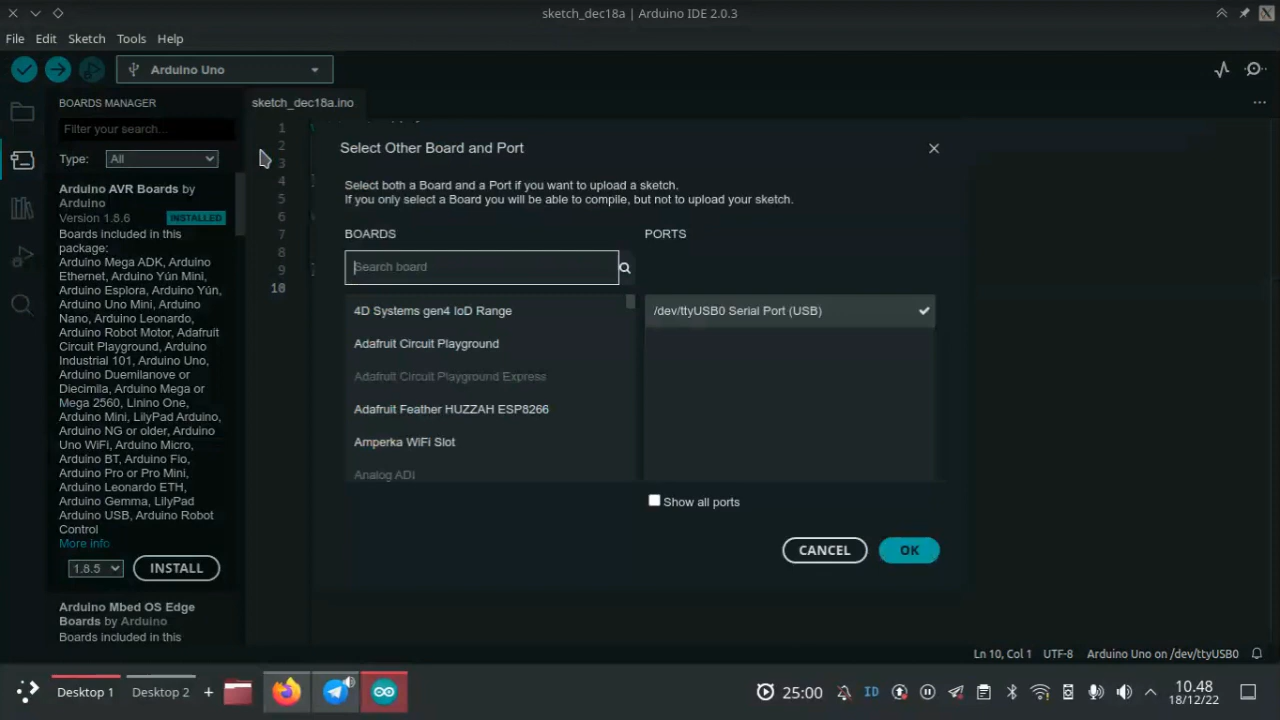 sketch_dec18a | Arduino IDE 2.0.3
File Edit Sketch Tools Help
Arduino Uno
BOARDS MANAGER
Filter your search...
Type: All
Arduino AVR Boards by
Arduino
Version 1.8.6 INSTALLED
Boards included in this
package:
Arduino Mega ADK, Arduino
Ethernet, Arduino Yún Mini,
Arduino Esplora, Arduino Yún,
Arduino Uno Mini, Arduino
Nano, Arduino Leonardo,
Arduino Robot Motor, Adafruit
Circuit Playground, Arduino
Industrial 101, Arduino Uno,
Arduino Duemilanove or
Diecimila, Arduino Mega or
Mega 2560, Linino One,
Arduino Mini, LilyPad Arduino,
Arduino NG or older, Arduino
Uno WiFi, Arduino Micro,
Arduino BT, Arduino Fio,
Arduino Pro or Pro Mini,
Arduino Leonardo ETH,
Arduino Gemma, LilyPad
Arduino USB, Arduino Robot
Control
More info
1.8.5 INSTALL
Arduino Mbed OS Edge
Boards by Arduino
Boards included in this
sketch_dec18a.ino
1
2
3
4
5
6
7
8
9
10
Select Other Board and Port
Select both a Board and a Port if you want to upload a sketch.
If you only select a Board you will be able to compile, but not to upload your sketch.
BOARDS
Search board
4D Systems gen4 IoD Range
Adafruit Circuit Playground
Adafruit Circuit Playground Express
Adafruit Feather HUZZAH ESP8266
Amperka WiFi Slot
Analog ADI
PORTS
/dev/ttyUSB0 Serial Port (USB)
Show all ports
CANCEL OK
Ln 10, Col 1 UTF-8 Arduino Uno on /dev/ttyUSB0
Desktop 1 Desktop 2 + 25:00 ID 10.48
18/12/22